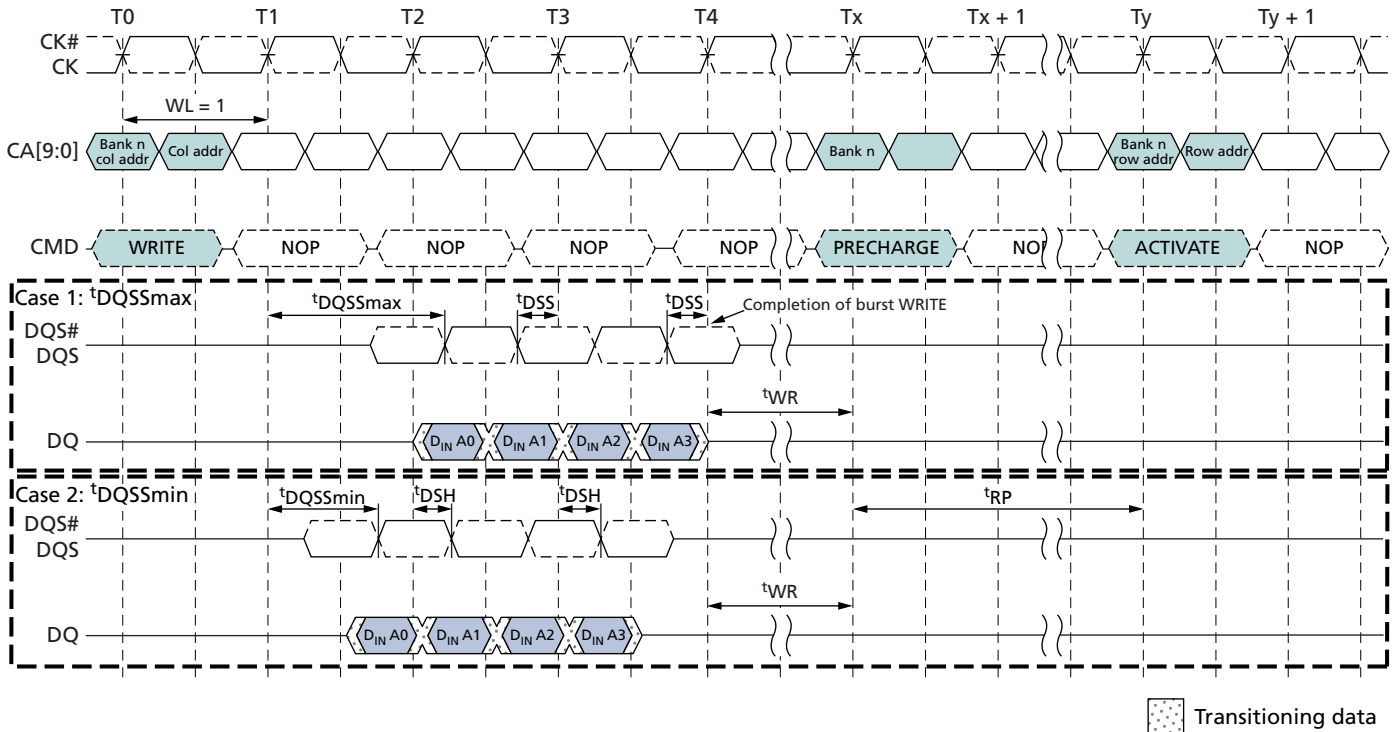 T0 T1 T2 T3 T4 Tx Tx + 1 Ty Ty + 1
CK#
CK
WL = 1
CA[9:0] Bank n col addr Col addr Bank n Bank n row addr Row addr
CMD WRITE NOP NOP NOP NOP PRECHARGE NOP ACTIVATE NOP
Case 1: tDQSSmax
tDQSSmax tDSS tDSS Completion of burst WRITE
DQS#
DQS
tWR
DQ DIN A0 DIN A1 DIN A2 DIN A3
Case 2: tDQSSmin
tDQSSmin tDSH tDSH tRP
DQS#
DQS
tWR
DQ DIN A0 DIN A1 DIN A2 DIN A3
Transitioning data